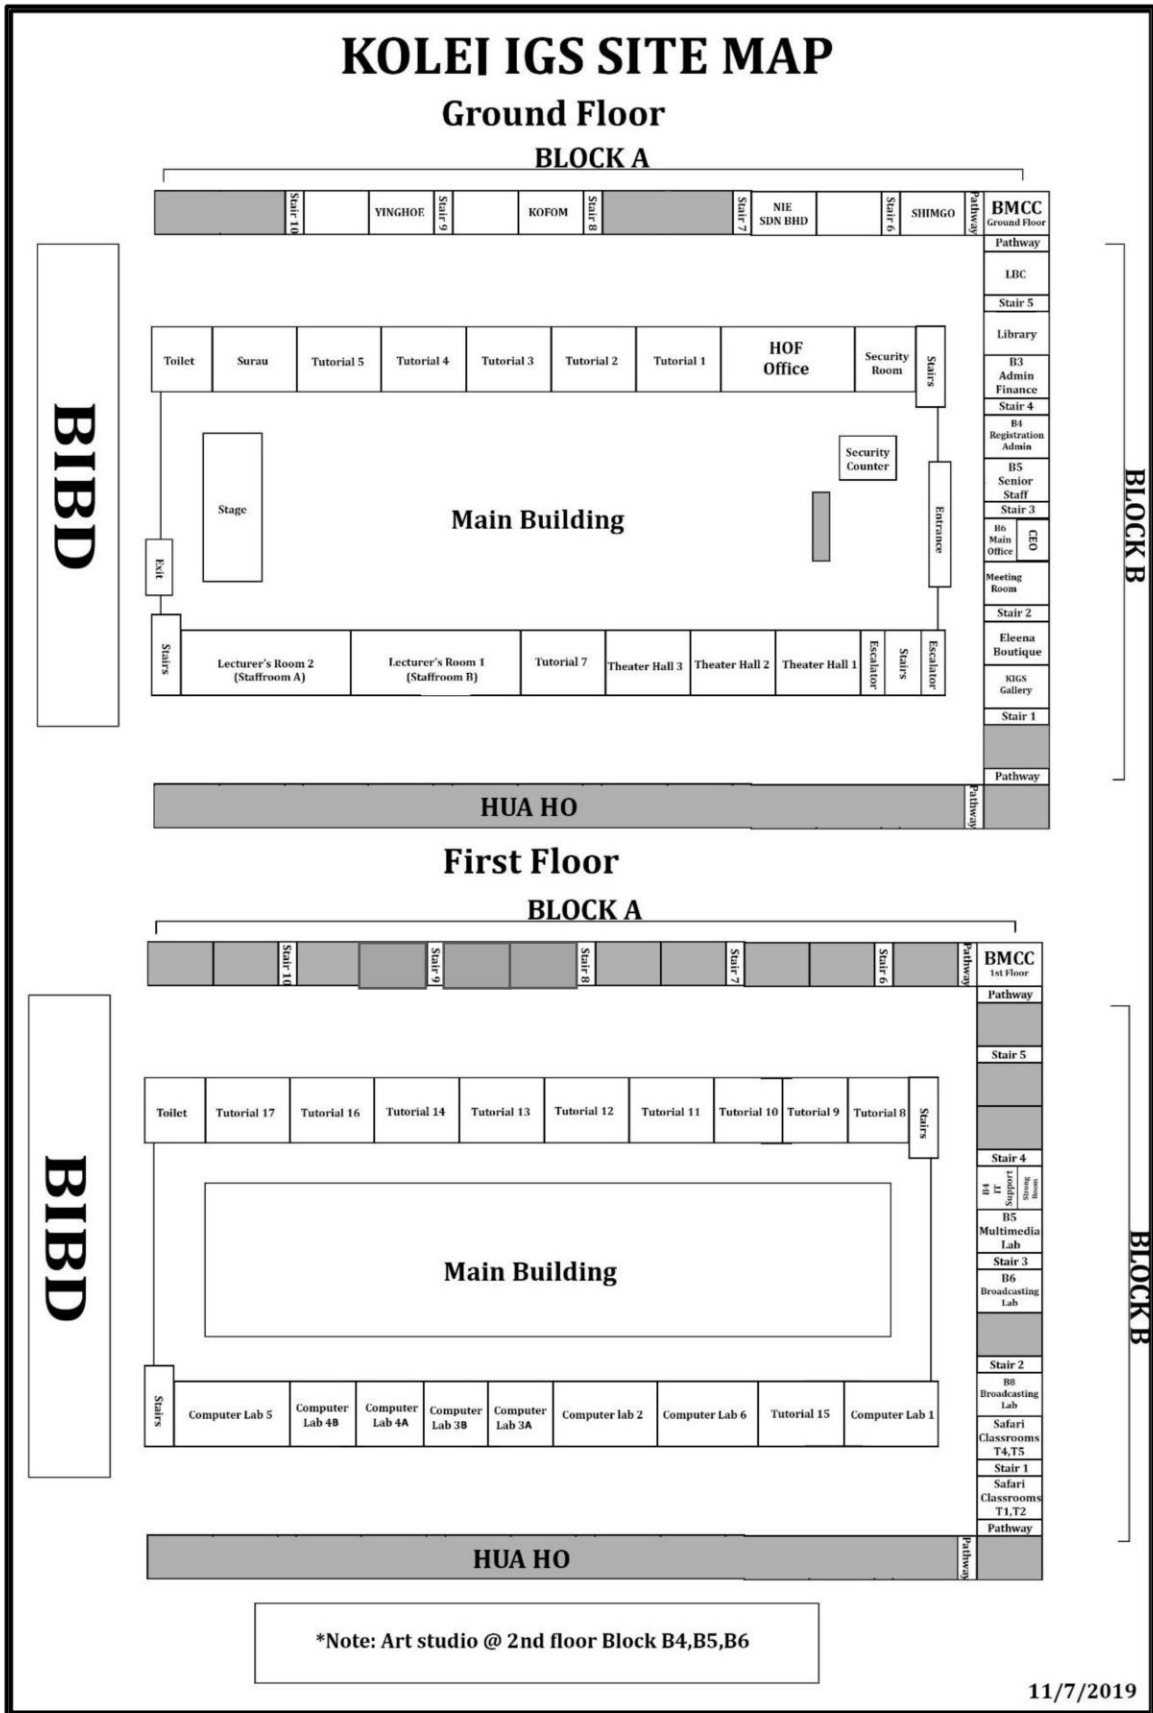 KOLEJ IGS SITE MAP
Ground Floor
BLOCK A
Stair 10
YINGHOE
Stair 9
KOFOM
Stair 8
Stair 7
NIE
SDN BHD
Stair 6
SHIMGO
Pathway
BMCC
Ground Floor
Pathway
LBC
Stair 5
Library
B3
Admin
Finance
Stair 4
B4
Registration
Admin
B5
Senior
Staff
Stair 3
B6
Main
Office
CEO
Meeting
Room
Stair 2
Eleena
Boutique
KIGS
Gallery
Stair 1
Pathway
BLOCK B
BIBD
Toilet
Surau
Tutorial 5
Tutorial 4
Tutorial 3
Tutorial 2
Tutorial 1
HOF
Office
Security
Room
Stairs
Security
Counter
Stage
Main Building
Entrance
Exit
Stairs
Lecturer's Room 2
(Staffroom A)
Lecturer's Room 1
(Staffroom B)
Tutorial 7
Theater Hall 3
Theater Hall 2
Theater Hall 1
Escalator
Stairs
Escalator
HUA HO
Pathway
First Floor
BLOCK A
Stair 10
Stair 9
Stair 8
Stair 7
Stair 6
Pathway
BMCC
1st Floor
Pathway
Stair 5
Stair 4
B4
IT
Support
Strong
Room
B5
Multimedia
Lab
Stair 3
B6
Broadcasting
Lab
Stair 2
B8
Broadcasting
Lab
Safari
Classrooms
T4,T5
Stair 1
Safari
Classrooms
T1,T2
Pathway
BLOCK B
BIBD
Toilet
Tutorial 17
Tutorial 16
Tutorial 14
Tutorial 13
Tutorial 12
Tutorial 11
Tutorial 10
Tutorial 9
Tutorial 8
Stairs
Main Building
Stairs
Computer Lab 5
Computer
Lab 4B
Computer
Lab 4A
Computer
Lab 3B
Computer
Lab 3A
Computer lab 2
Computer Lab 6
Tutorial 15
Computer Lab 1
HUA HO
Pathway
*Note: Art studio @ 2nd floor Block B4,B5,B6
11/7/2019